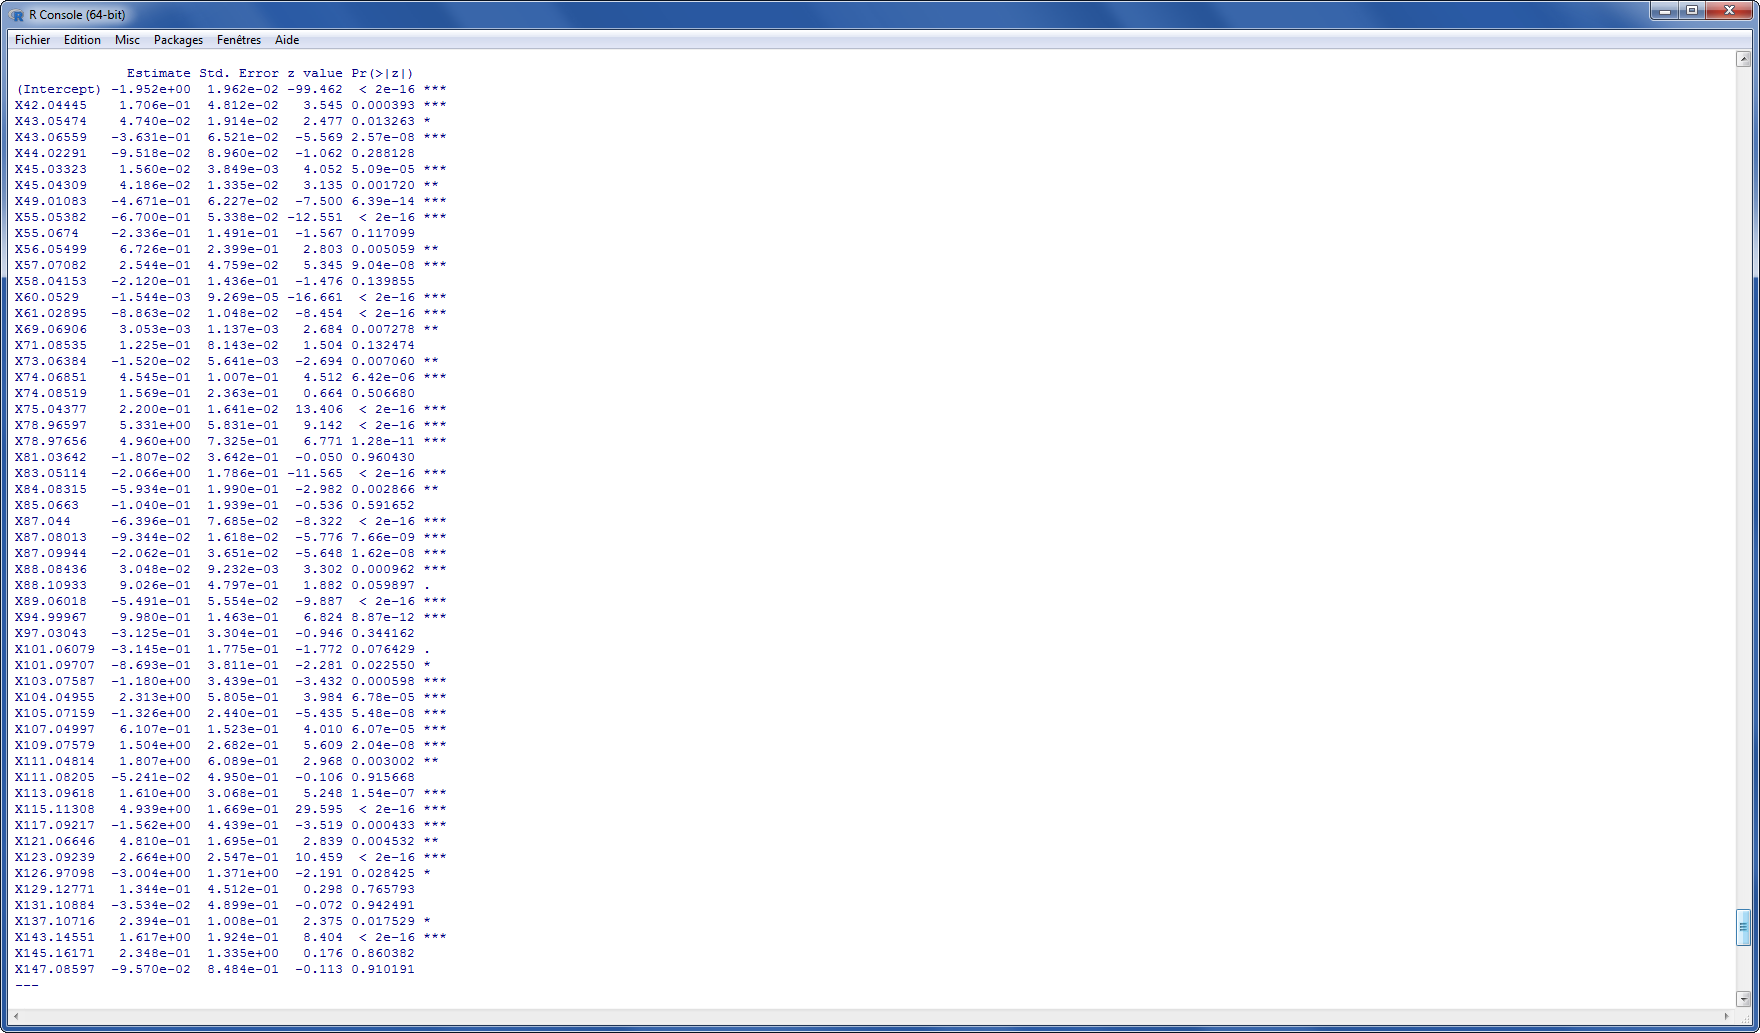 R Console (64-bit)
Fichier Edition Misc Packages Fenêtres Aide
Estimate Std. Error z value Pr(>|z|)
(Intercept) -1.952e+00 1.962e-02 -99.462 < 2e-16 ***
X42.04445 1.706e-01 4.812e-02 3.545 0.000393 ***
X43.05474 4.740e-02 1.914e-02 2.477 0.013263 *
X43.06559 -3.631e-01 6.521e-02 -5.569 2.57e-08 ***
X44.02291 -9.518e-02 8.960e-02 -1.062 0.288128
X45.03323 1.560e-02 3.849e-03 4.052 5.09e-05 ***
X45.04309 4.186e-02 1.335e-02 3.135 0.001720 **
X49.01083 -4.671e-01 6.227e-02 -7.500 6.39e-14 ***
X55.05382 -6.700e-01 5.338e-02 -12.551 < 2e-16 ***
X55.0674 -2.336e-01 1.491e-01 -1.567 0.117099
X56.05499 6.726e-01 2.399e-01 2.803 0.005059 **
X57.07082 2.544e-01 4.759e-02 5.345 9.04e-08 ***
X58.04153 -2.120e-01 1.436e-01 -1.476 0.139855
X60.0529 -1.544e-03 9.269e-05 -16.661 < 2e-16 ***
X61.02895 -8.863e-02 1.048e-02 -8.454 < 2e-16 ***
X69.06906 3.053e-03 1.137e-03 2.684 0.007278 **
X71.08535 1.225e-01 8.143e-02 1.504 0.132474
X73.06384 -1.520e-02 5.641e-03 -2.694 0.007060 **
X74.06851 4.545e-01 1.007e-01 4.512 6.42e-06 ***
X74.08519 1.569e-01 2.363e-01 0.664 0.506680
X75.04377 2.200e-01 1.641e-02 13.406 < 2e-16 ***
X78.96597 5.331e+00 5.831e-01 9.142 < 2e-16 ***
X78.97656 4.960e+00 7.325e-01 6.771 1.28e-11 ***
X81.03642 -1.807e-02 3.642e-01 -0.050 0.960430
X83.05114 -2.066e+00 1.786e-01 -11.565 < 2e-16 ***
X84.08315 -5.934e-01 1.990e-01 -2.982 0.002866 **
X85.0663 -1.040e-01 1.939e-01 -0.536 0.591652
X87.044 -6.396e-01 7.685e-02 -8.322 < 2e-16 ***
X87.08013 -9.344e-02 1.618e-02 -5.776 7.66e-09 ***
X87.09944 -2.062e-01 3.651e-02 -5.648 1.62e-08 ***
X88.08436 3.048e-02 9.232e-03 3.302 0.000962 ***
X88.10933 9.026e-01 4.797e-01 1.882 0.059897 .
X89.06018 -5.491e-01 5.554e-02 -9.887 < 2e-16 ***
X94.99967 9.980e-01 1.463e-01 6.824 8.87e-12 ***
X97.03043 -3.125e-01 3.304e-01 -0.946 0.344162
X101.06079 -3.145e-01 1.775e-01 -1.772 0.076429 .
X101.09707 -8.693e-01 3.811e-01 -2.281 0.022550 *
X103.07587 -1.180e+00 3.439e-01 -3.432 0.000598 ***
X104.04955 2.313e+00 5.805e-01 3.984 6.78e-05 ***
X105.07159 -1.326e+00 2.440e-01 -5.435 5.48e-08 ***
X107.04997 6.107e-01 1.523e-01 4.010 6.07e-05 ***
X109.07579 1.504e+00 2.682e-01 5.609 2.04e-08 ***
X111.04814 1.807e+00 6.089e-01 2.968 0.003002 **
X111.08205 -5.241e-02 4.950e-01 -0.106 0.915668
X113.09618 1.610e+00 3.068e-01 5.248 1.54e-07 ***
X115.11308 4.939e+00 1.669e-01 29.595 < 2e-16 ***
X117.09217 -1.562e+00 4.439e-01 -3.519 0.000433 ***
X121.06646 4.810e-01 1.695e-01 2.839 0.004532 **
X123.09239 2.664e+00 2.547e-01 10.459 < 2e-16 ***
X126.97098 -3.004e+00 1.371e+00 -2.191 0.028425 *
X129.12771 1.344e-01 4.512e-01 0.298 0.765793
X131.10884 -3.534e-02 4.899e-01 -0.072 0.942491
X137.10716 2.394e-01 1.008e-01 2.375 0.017529 *
X143.14551 1.617e+00 1.924e-01 8.404 < 2e-16 ***
X145.16171 2.348e-01 1.335e+00 0.176 0.860382
X147.08597 -9.570e-02 8.484e-01 -0.113 0.910191
---